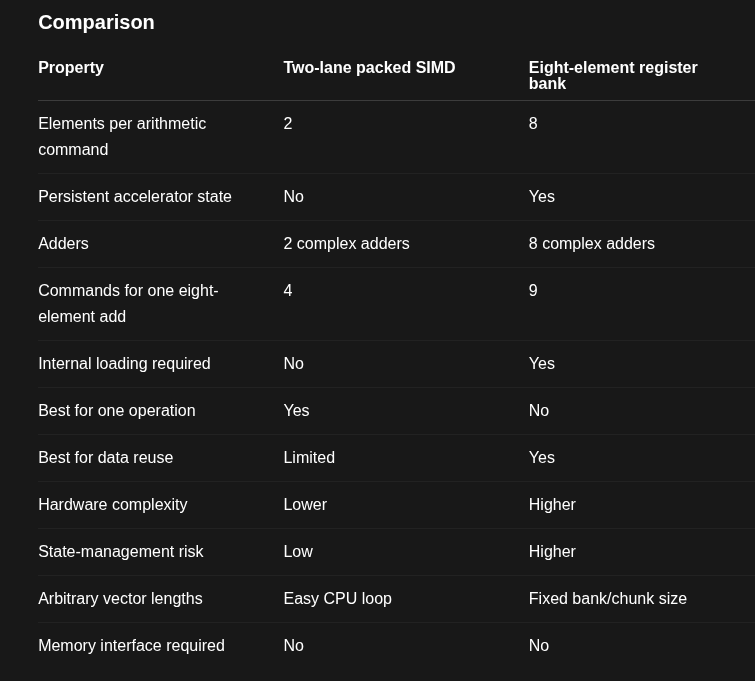 Comparison
Property Two-lane packed SIMD Eight-element register
bank
Elements per arithmetic 2 8
command
Persistent accelerator state No Yes
Adders 2 complex adders 8 complex adders
Commands for one eight- 4 9
element add
Internal loading required No Yes
Best for one operation Yes No
Best for data reuse Limited Yes
Hardware complexity Lower Higher
State-management risk Low Higher
Arbitrary vector lengths Easy CPU loop Fixed bank/chunk size
Memory interface required No No